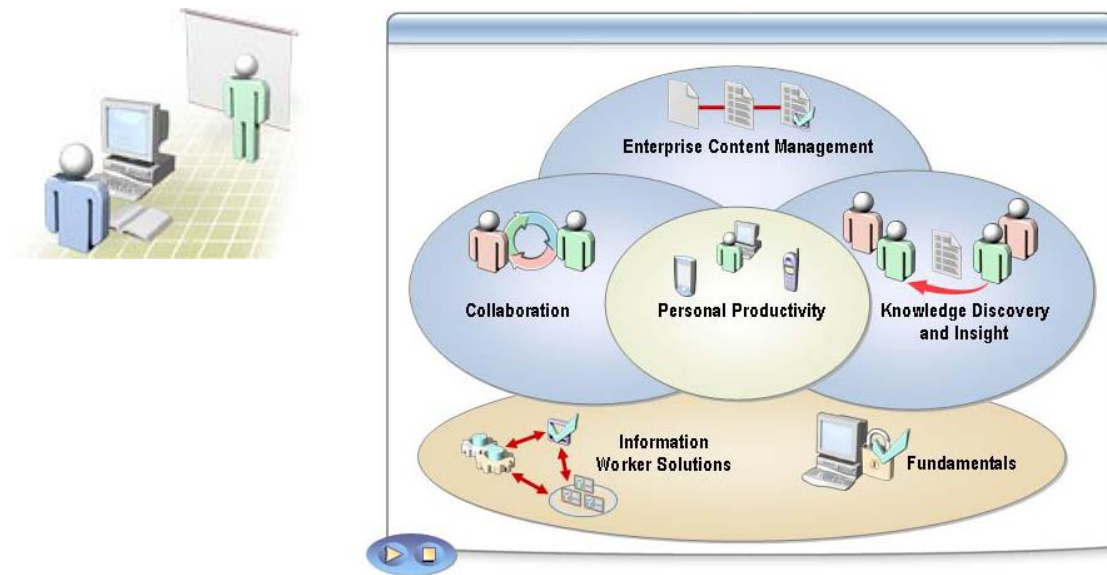 Enterprise Content Management
Collaboration
Personal Productivity
Knowledge Discovery
and Insight
Information
Worker Solutions
Fundamentals